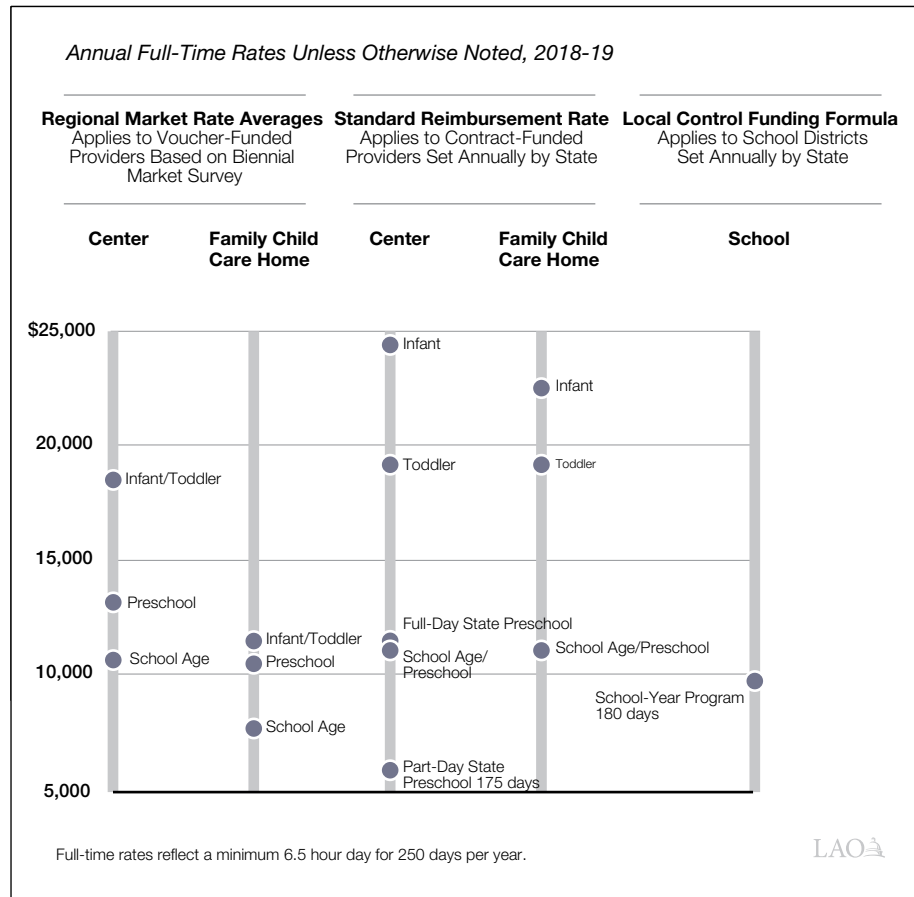 Annual Full-Time Rates Unless Otherwise Noted, 2018-19
Regional Market Rate Averages
Applies to Voucher-Funded
Providers Based on Biennial
Market Survey
Standard Reimbursement Rate
Applies to Contract-Funded
Providers Set Annually by State
Local Control Funding Formula
Applies to School Districts
Set Annually by State
Center
Family Child
Care Home
Center
Family Child
Care Home
School
$25,000
Infant
Infant
20,000
Toddler
Toddler
Infant/Toddler
15,000
Preschool
Full-Day State Preschool
Infant/Toddler
School Age/Preschool
School Age
Preschool
School Age/
Preschool
10,000
School-Year Program
180 days
School Age
Part-Day State
Preschool 175 days
5,000
Full-time rates reflect a minimum 6.5 hour day for 250 days per year.
LAO